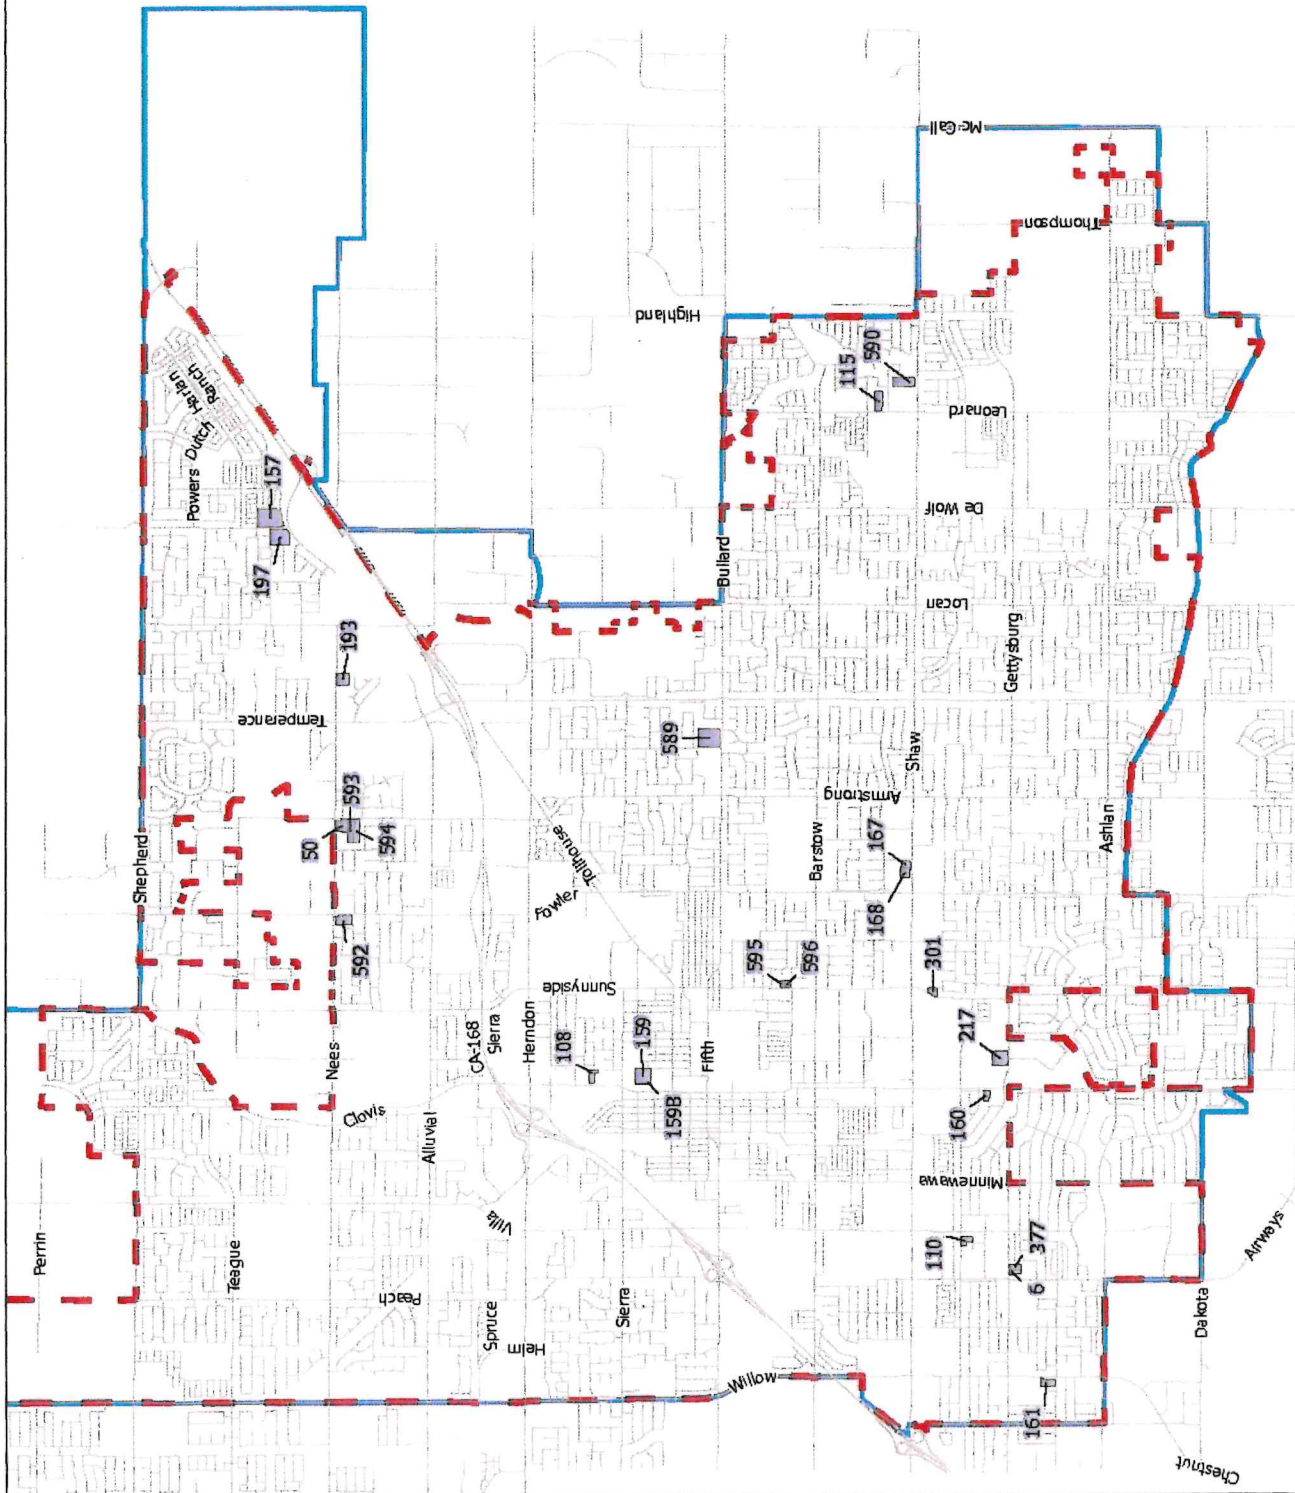 Mc Call
Thompson
Highland
590
115
Leonard
Harlan
Ranch
Dutch
Powers
157
197
De Wolf
Bullard
Locan
193
Gettysburg
Temperance
589
Shaw
Armstrong
593
50
594
Ashlan
Shepherd
Tollhouse
Barstow
167
168
Fowler
592
595
596
301
Sunnyside
CA-168
Sierra
Herndon
108
159
Fifth
217
Nees
Clavis
159B
160
Alluvial
Minnewawa
Villa
Perrin
Teague
110
377
6
Airways
Peach
Spruce
Helm
Sierra
Dakota
Willow
161
Chestnut